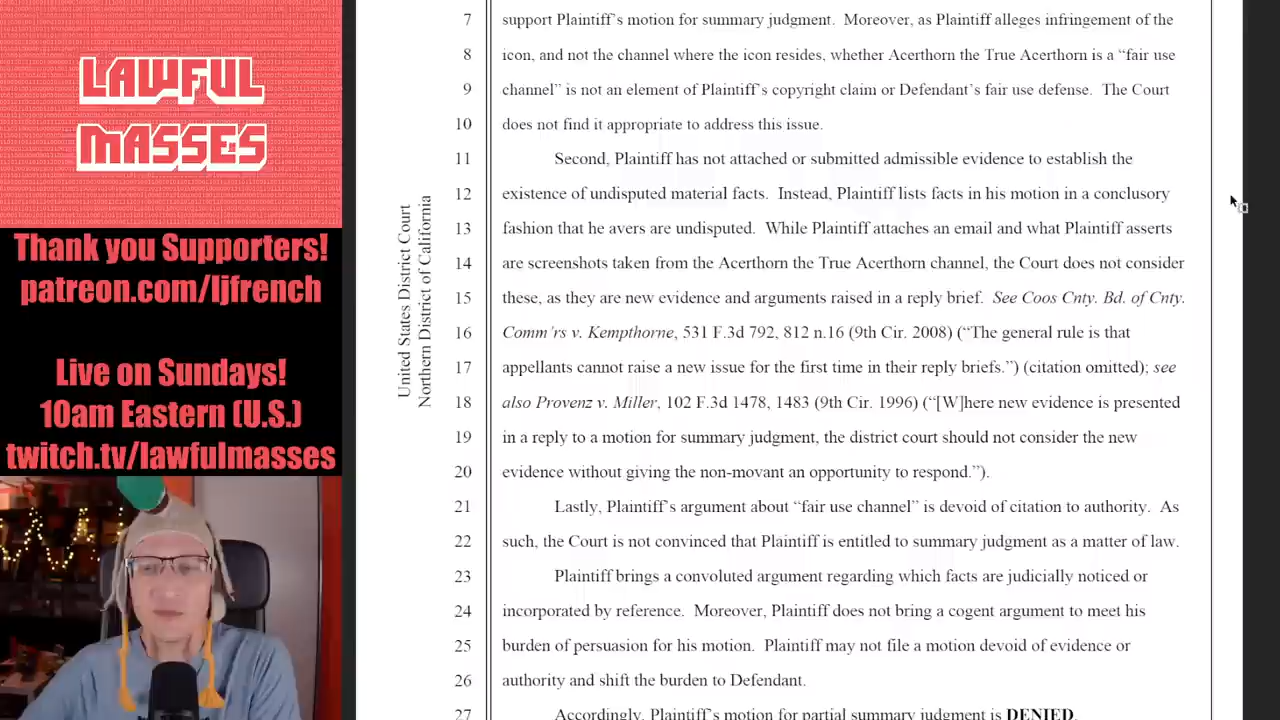 LAWFUL
MASSES
Thank you Supporters!
patreon.com/ljfrench
Live on Sundays!
10am Eastern (U.S.)
twitch.tv/lawfulmasses
United States District Court
Northern District of California
7 support Plaintiff's motion for summary judgment. Moreover, as Plaintiff alleges infringement of the
8 icon, and not the channel where the icon resides, whether Acerthorn the True Acerthorn is a “fair use
9 channel” is not an element of Plaintiff's copyright claim or Defendant's fair use defense. The Court
10 does not find it appropriate to address this issue.
11 Second, Plaintiff has not attached or submitted admissible evidence to establish the
12 existence of undisputed material facts. Instead, Plaintiff lists facts in his motion in a conclusory
13 fashion that he avers are undisputed. While Plaintiff attaches an email and what Plaintiff asserts
14 are screenshots taken from the Acerthorn the True Acerthorn channel, the Court does not consider
15 these, as they are new evidence and arguments raised in a reply brief. See Coos Cnty. Bd. of Cnty.
16 Comm'rs v. Kempthorne, 531 F.3d 792, 812 n.16 (9th Cir. 2008) (“The general rule is that
17 appellants cannot raise a new issue for the first time in their reply briefs.”) (citation omitted); see
18 also Provenz v. Miller, 102 F.3d 1478, 1483 (9th Cir. 1996) (“[W]here new evidence is presented
19 in a reply to a motion for summary judgment, the district court should not consider the new
20 evidence without giving the non-movant an opportunity to respond.”).
21 Lastly, Plaintiff's argument about “fair use channel” is devoid of citation to authority. As
22 such, the Court is not convinced that Plaintiff is entitled to summary judgment as a matter of law.
23 Plaintiff brings a convoluted argument regarding which facts are judicially noticed or
24 incorporated by reference. Moreover, Plaintiff does not bring a cogent argument to meet his
25 burden of persuasion for his motion. Plaintiff may not file a motion devoid of evidence or
26 authority and shift the burden to Defendant.
27 Accordingly, Plaintiff's motion for partial summary judgment is DENIED.